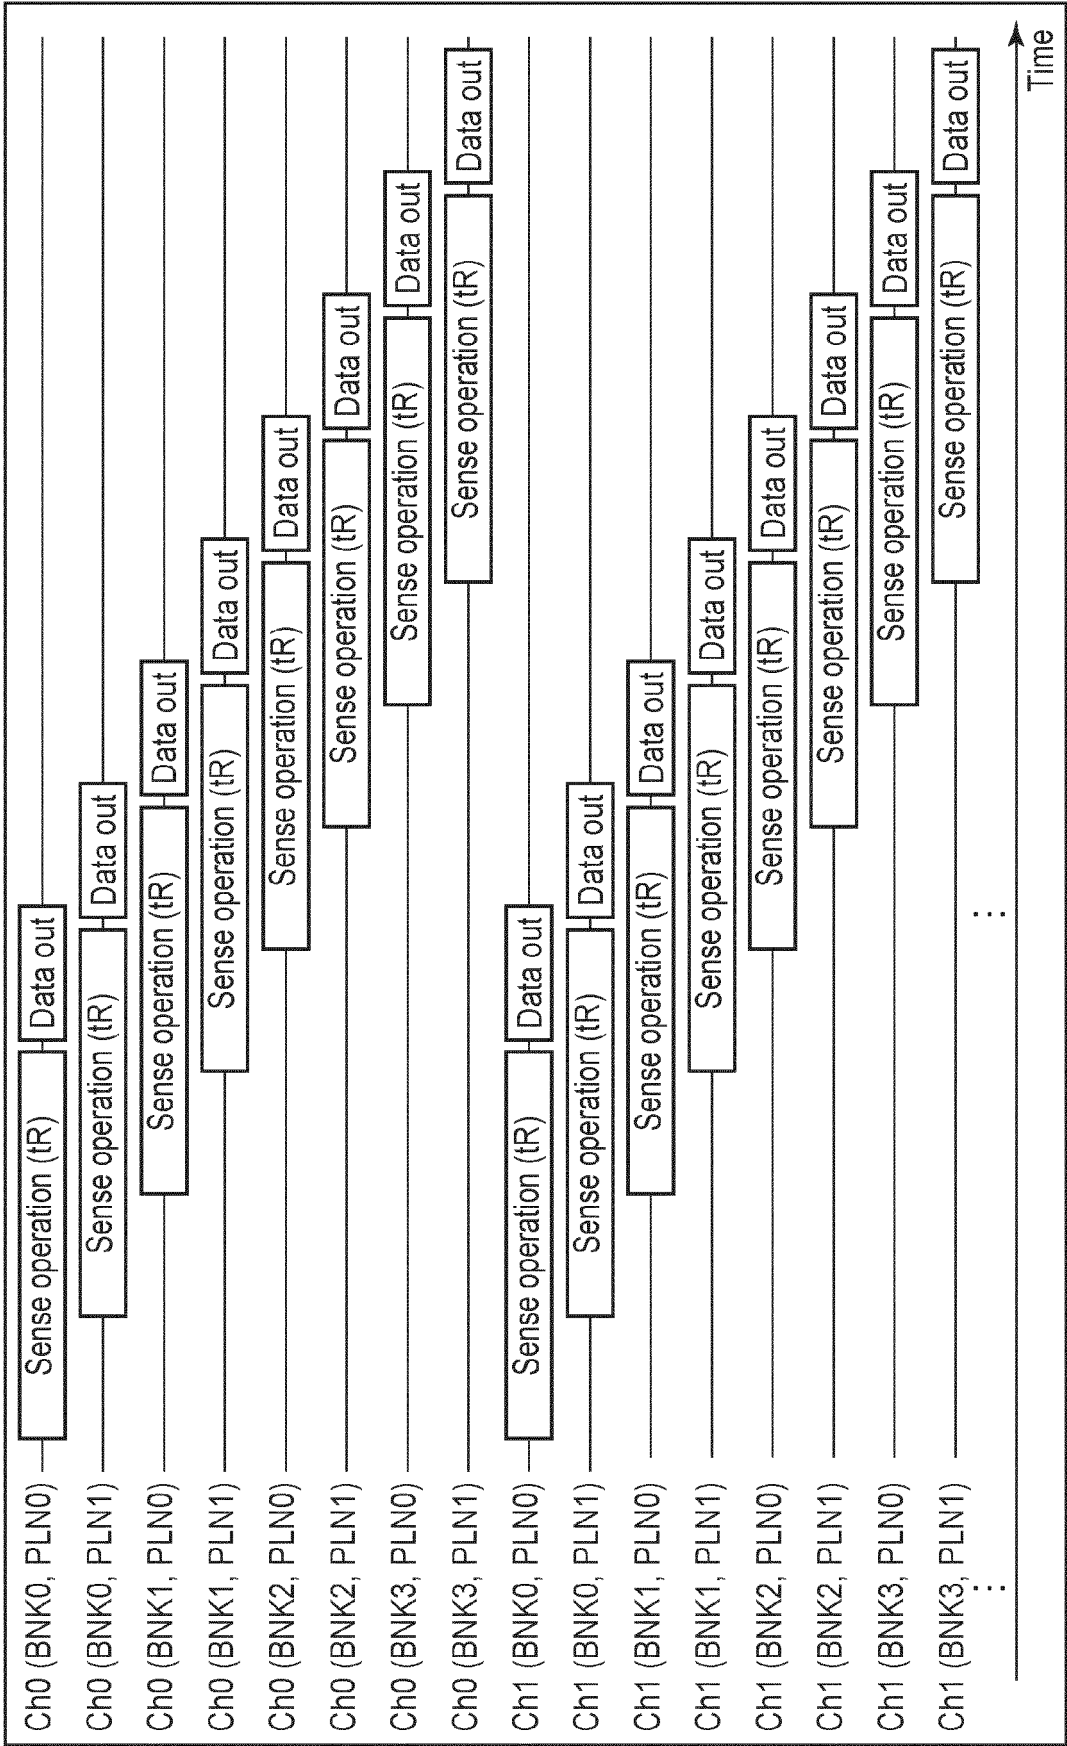 Ch0 (BNK0, PLN0) Sense operation (tR) Data out
Ch0 (BNK0, PLN1) Sense operation (tR) Data out
Ch0 (BNK1, PLN0) Sense operation (tR) Data out
Ch0 (BNK1, PLN1) Sense operation (tR) Data out
Ch0 (BNK2, PLN0) Sense operation (tR) Data out
Ch0 (BNK2, PLN1) Sense operation (tR) Data out
Ch0 (BNK3, PLN0) Sense operation (tR) Data out
Ch0 (BNK3, PLN1) Sense operation (tR) Data out
Ch1 (BNK0, PLN0) Sense operation (tR) Data out
Ch1 (BNK0, PLN1) Sense operation (tR) Data out
Ch1 (BNK1, PLN0) Sense operation (tR) Data out
Ch1 (BNK1, PLN1) Sense operation (tR) Data out
Ch1 (BNK2, PLN0) Sense operation (tR) Data out
Ch1 (BNK2, PLN1) Sense operation (tR) Data out
Ch1 (BNK3, PLN0) Sense operation (tR) Data out
Ch1 (BNK3, PLN1) Sense operation (tR) Data out
⋮ ⋮
Time